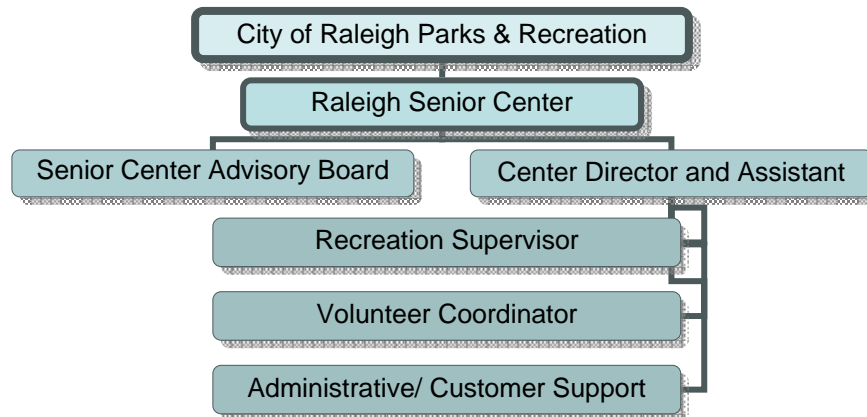 City of Raleigh Parks & Recreation
Raleigh Senior Center
Senior Center Advisory Board
Center Director and Assistant
Recreation Supervisor
Volunteer Coordinator
Administrative/ Customer Support